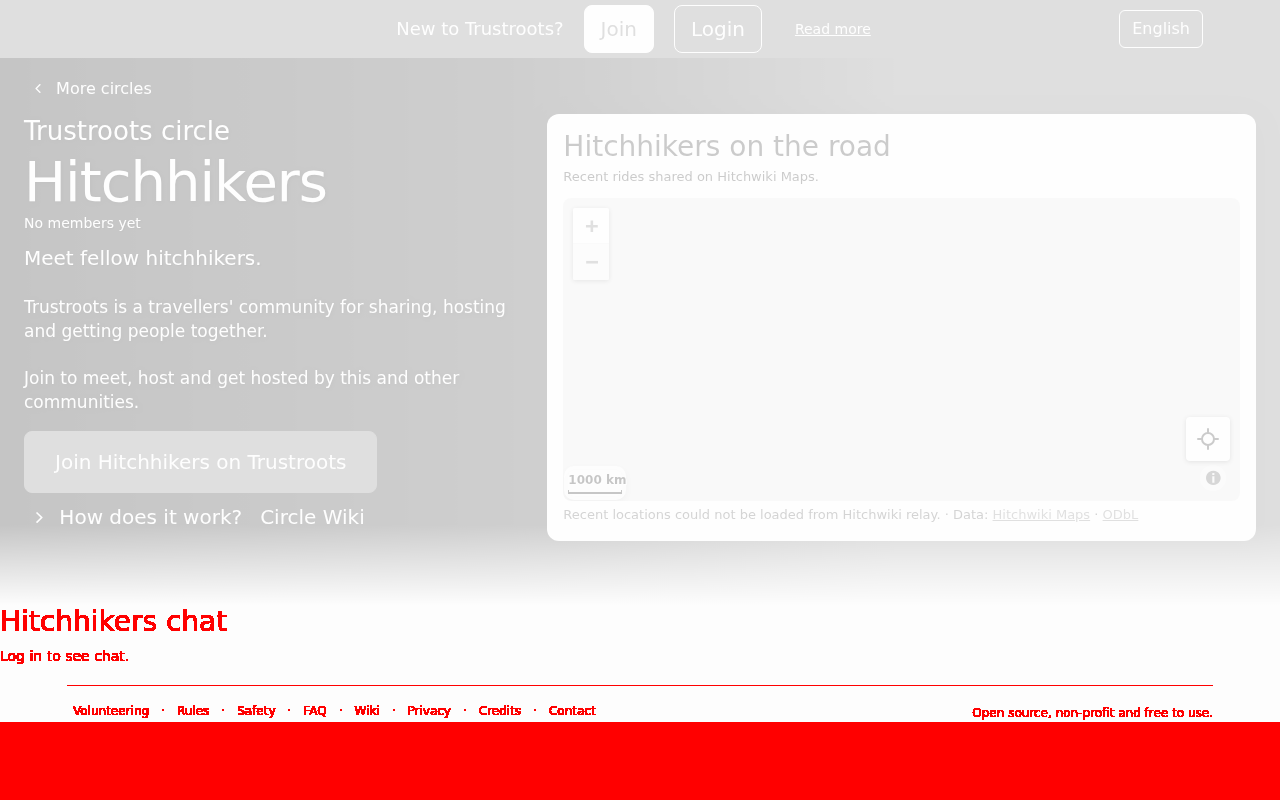 New to Trustroots? Join Login Read more English
More circles
Trustroots circle
Hitchhikers
No members yet
Meet fellow hitchhikers.
Trustroots is a travellers' community for sharing, hosting
and getting people together.
Join to meet, host and get hosted by this and other
communities.
Join Hitchhikers on Trustroots
How does it work? Circle Wiki
Hitchhikers on the road
Recent rides shared on Hitchwiki Maps.
+
−
1000 km
Recent locations could not be loaded from Hitchwiki relay. · Data: Hitchwiki Maps · ODbL
Hitchhikers chat
Log in to see chat.
Volunteering · Rules · Safety · FAQ · Wiki · Privacy · Credits · Contact
Open source, non-profit and free to use.